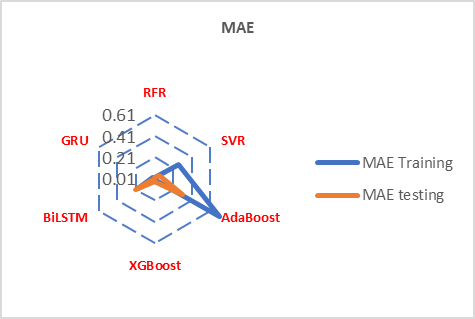 MAE
RFR
0.61
0.41
GRU
SVR
0.21
MAE Training
0.01
MAE testing
BiLSTM
AdaBoost
XGBoost